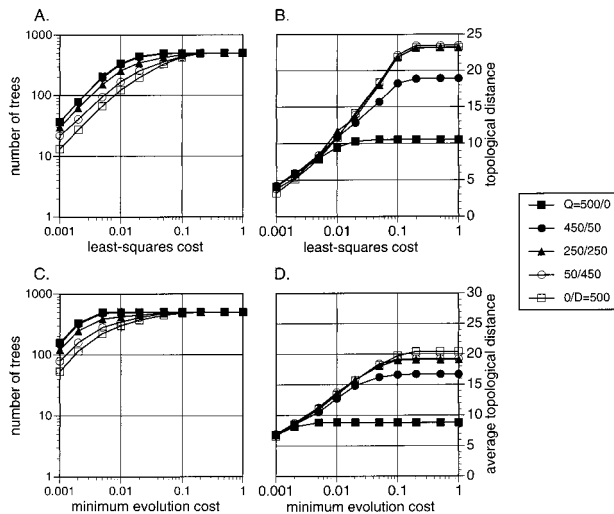 A.
B.
number of trees
1000
100
10
1
0.001 0.01 0.1 1
least-squares cost
30
25
20
15
10
5
0
topological distance
0.001 0.01 0.1 1
least-squares cost
Q=500/0
450/50
250/250
50/450
0/D=500
C.
D.
number of trees
1000
100
10
1
0.001 0.01 0.1 1
minimum evolution cost
30
25
20
15
10
5
0
average topological distance
0.001 0.01 0.1 1
minimum evolution cost